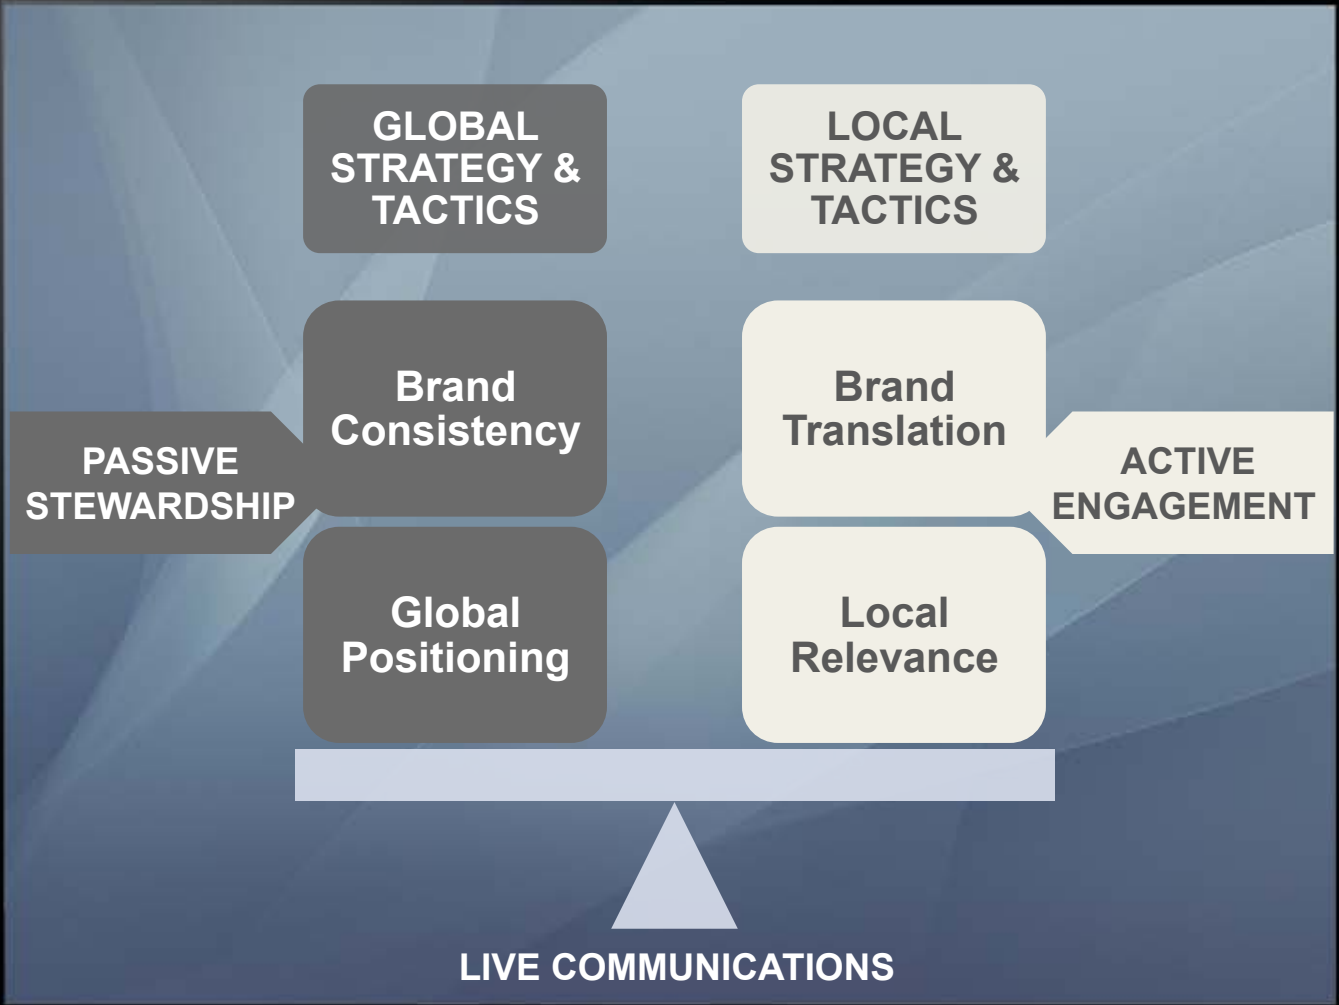 GLOBAL
STRATEGY &
TACTICS
LOCAL
STRATEGY &
TACTICS
Brand
Consistency
Brand
Translation
PASSIVE
STEWARDSHIP
ACTIVE
ENGAGEMENT
Global
Positioning
Local
Relevance
LIVE COMMUNICATIONS